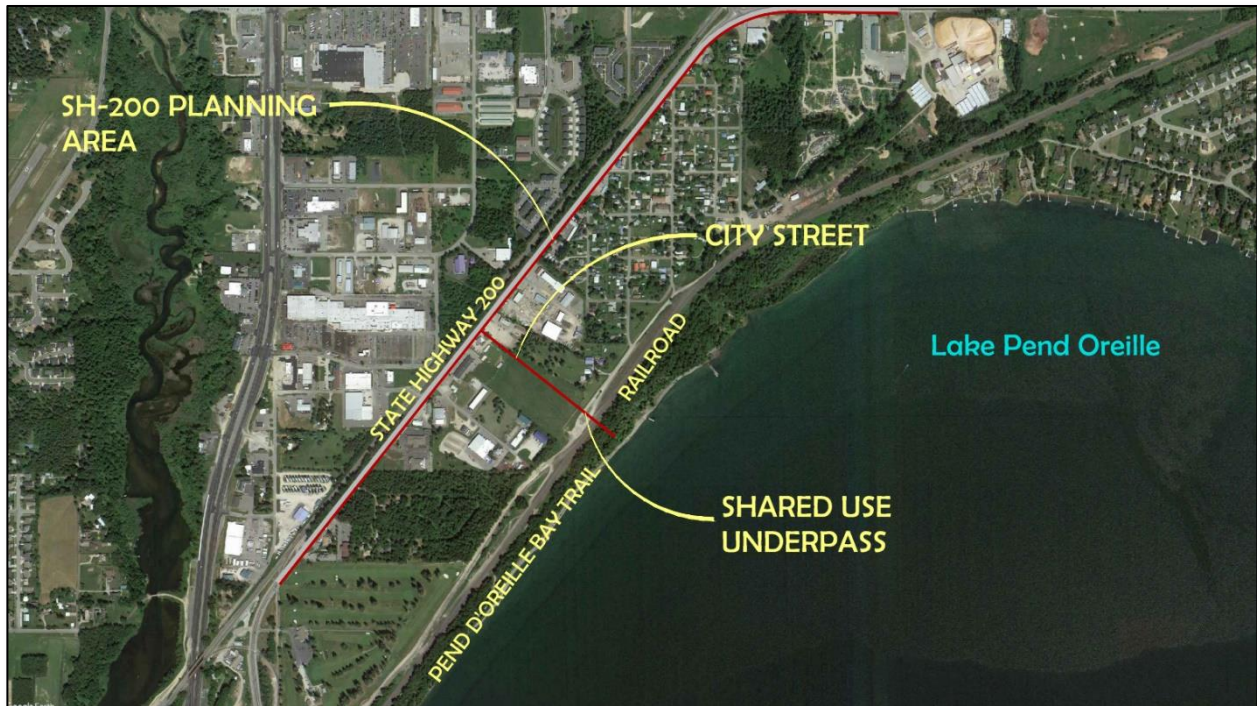 SH-200 PLANNING
AREA
CITY STREET
STATE HIGHWAY 200
RAILROAD
Lake Pend Oreille
SHARED USE
UNDERPASS
PEND D'OREILLE BAY TRAIL